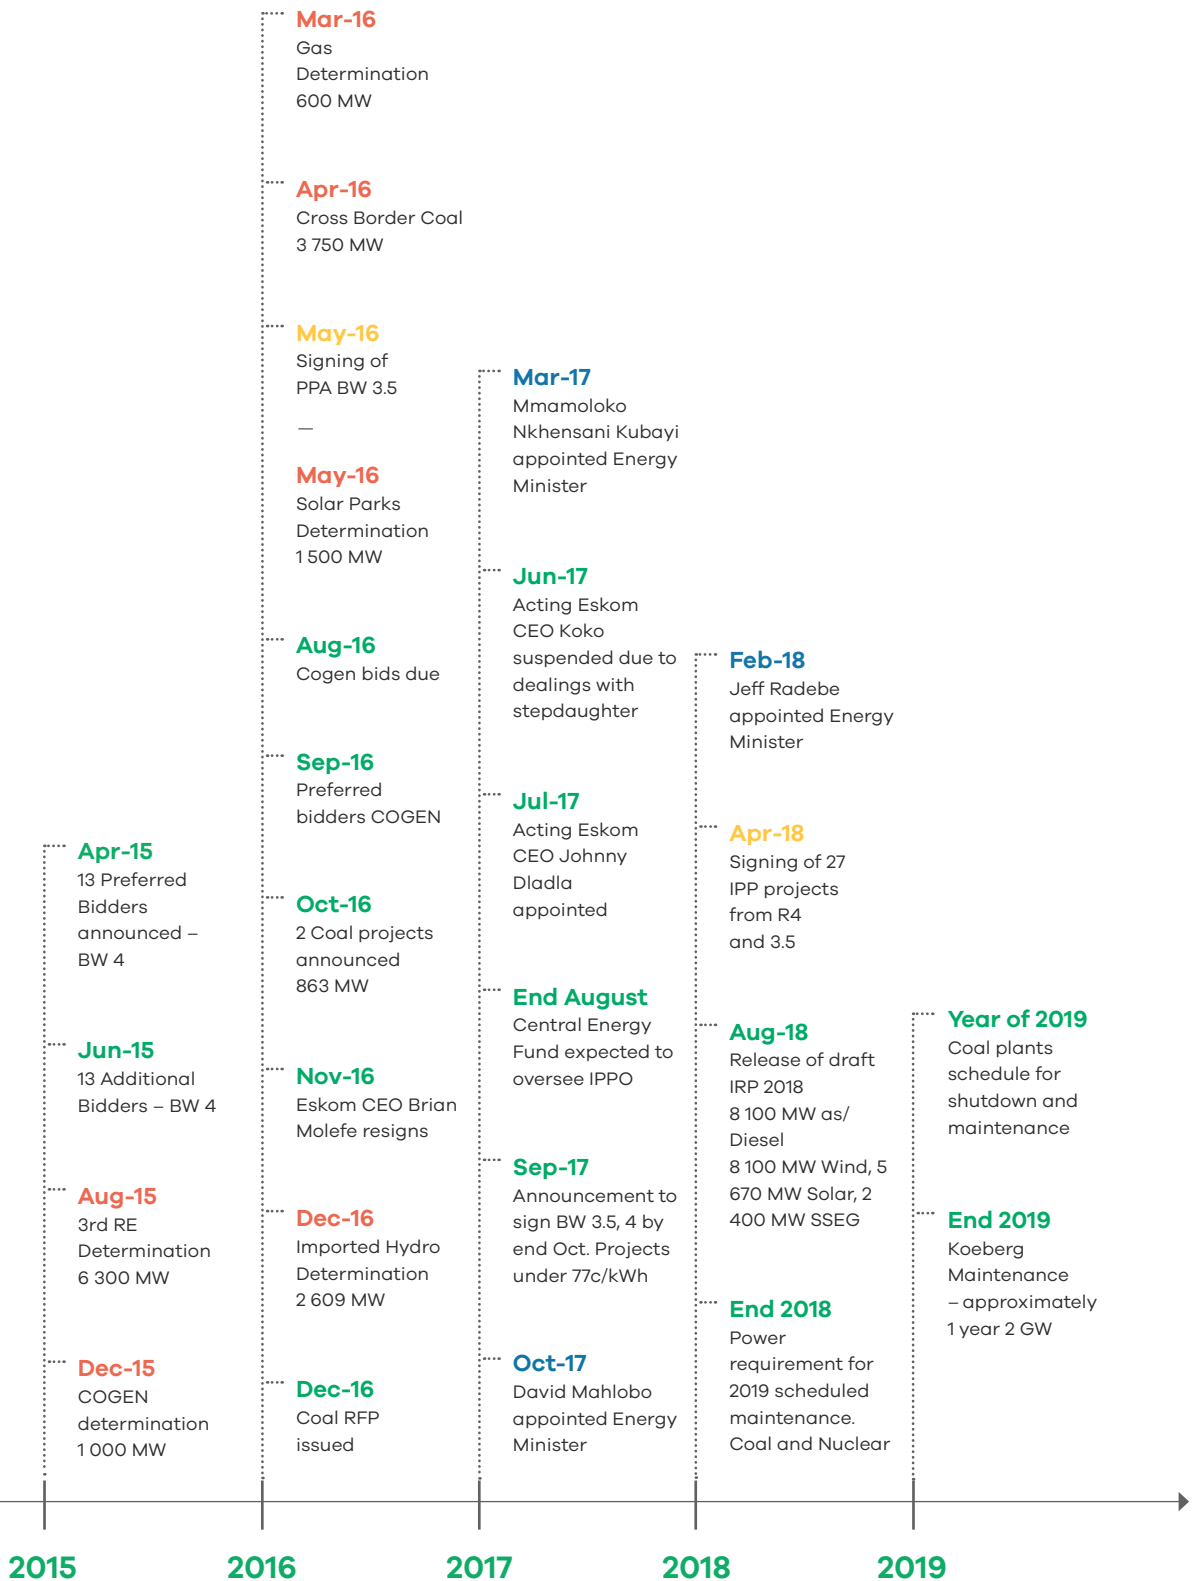 Apr-15
13 Preferred
Bidders
announced –
BW 4
Jun-15
13 Additional
Bidders – BW 4
Aug-15
3rd RE
Determination
6 300 MW
Dec-15
COGEN
determination
1 000 MW
Mar-16
Gas
Determination
600 MW
Apr-16
Cross Border Coal
3 750 MW
May-16
Signing of
PPA BW 3.5
—
May-16
Solar Parks
Determination
1 500 MW
Aug-16
Cogen bids due
Sep-16
Preferred
bidders COGEN
Oct-16
2 Coal projects
announced
863 MW
Nov-16
Eskom CEO Brian
Molefe resigns
Dec-16
Imported Hydro
Determination
2 609 MW
Dec-16
Coal RFP
issued
Mar-17
Mmamoloko
Nkhensani Kubayi
appointed Energy
Minister
Jun-17
Acting Eskom
CEO Koko
suspended due to
dealings with
stepdaughter
Jul-17
Acting Eskom
CEO Johnny
Dladla
appointed
End August
Central Energy
Fund expected to
oversee IPPO
Sep-17
Announcement to
sign BW 3.5, 4 by
end Oct. Projects
under 77c/kWh
Oct-17
David Mahlobo
appointed Energy
Minister
Feb-18
Jeff Radebe
appointed Energy
Minister
Apr-18
Signing of 27
IPP projects
from R4
and 3.5
Aug-18
Release of draft
IRP 2018
8 100 MW as/
Diesel
8 100 MW Wind, 5
670 MW Solar, 2
400 MW SSEG
End 2018
Power
requirement for
2019 scheduled
maintenance.
Coal and Nuclear
Year of 2019
Coal plants
schedule for
shutdown and
maintenance
End 2019
Koeberg
Maintenance
– approximately
1 year 2 GW
2015
2016
2017
2018
2019